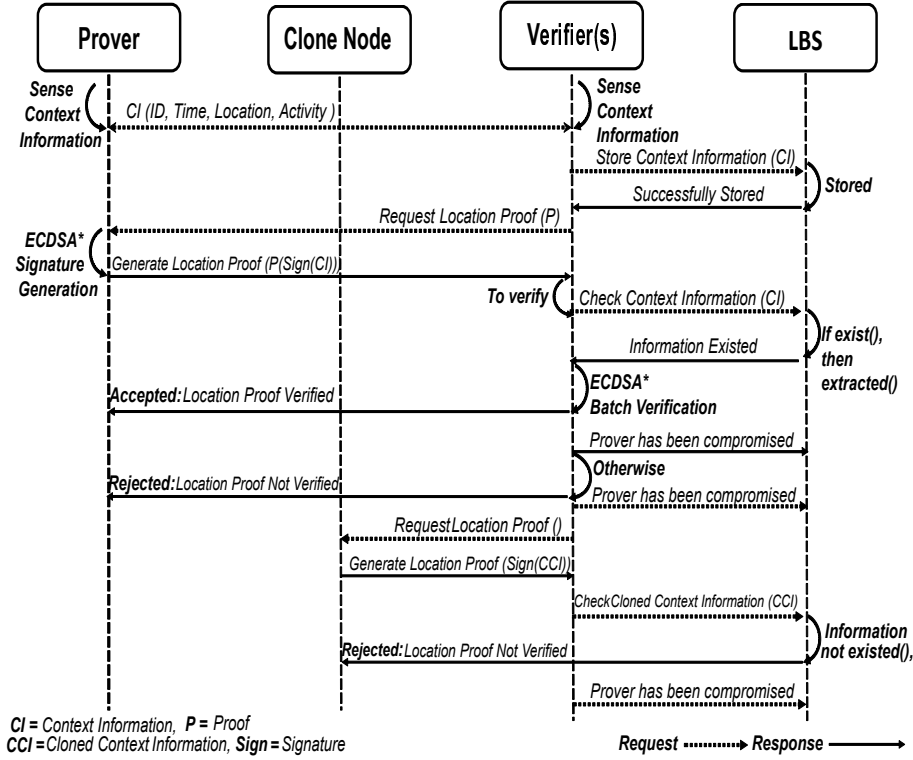 Prover
Clone Node
Verifier(s)
LBS
Sense
Context
Information
CI (ID, Time, Location, Activity )
Sense
Context
Information
Store Context Information (CI)
Stored
Successfully Stored
Request Location Proof (P)
ECDSA*
Signature
Generation
Generate Location Proof (P(Sign(CI))
To verify
Check Context Information (CI)
If exist(),
then
extracted()
Information Existed
ECDSA*
Batch Verification
Accepted: Location Proof Verified
Prover has been compromised
Otherwise
Rejected: Location Proof Not Verified
Prover has been compromised
Request Location Proof ()
Generate Location Proof (Sign(CCI))
CheckCloned Context Information (CCI)
Information
not existed(),
Rejected: Location Proof Not Verified
Prover has been compromised
CI = Context Information, P = Proof
CCI = Cloned Context Information, Sign = Signature
Request
Response